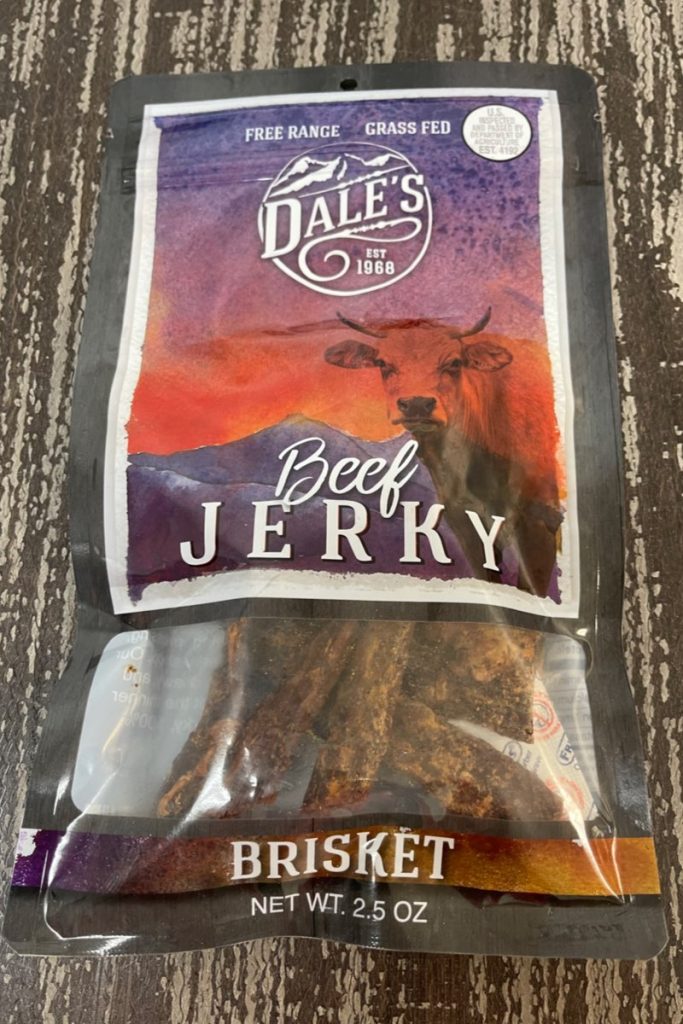 FREE RANGE GRASS FED
U.S.
INSPECTED
AND PASSED BY
DEPARTMENT OF
AGRICULTURE
EST. 4192
DALE'S
EST
1968
Beef
JERKY
BRISKET
NET WT. 2.5 OZ